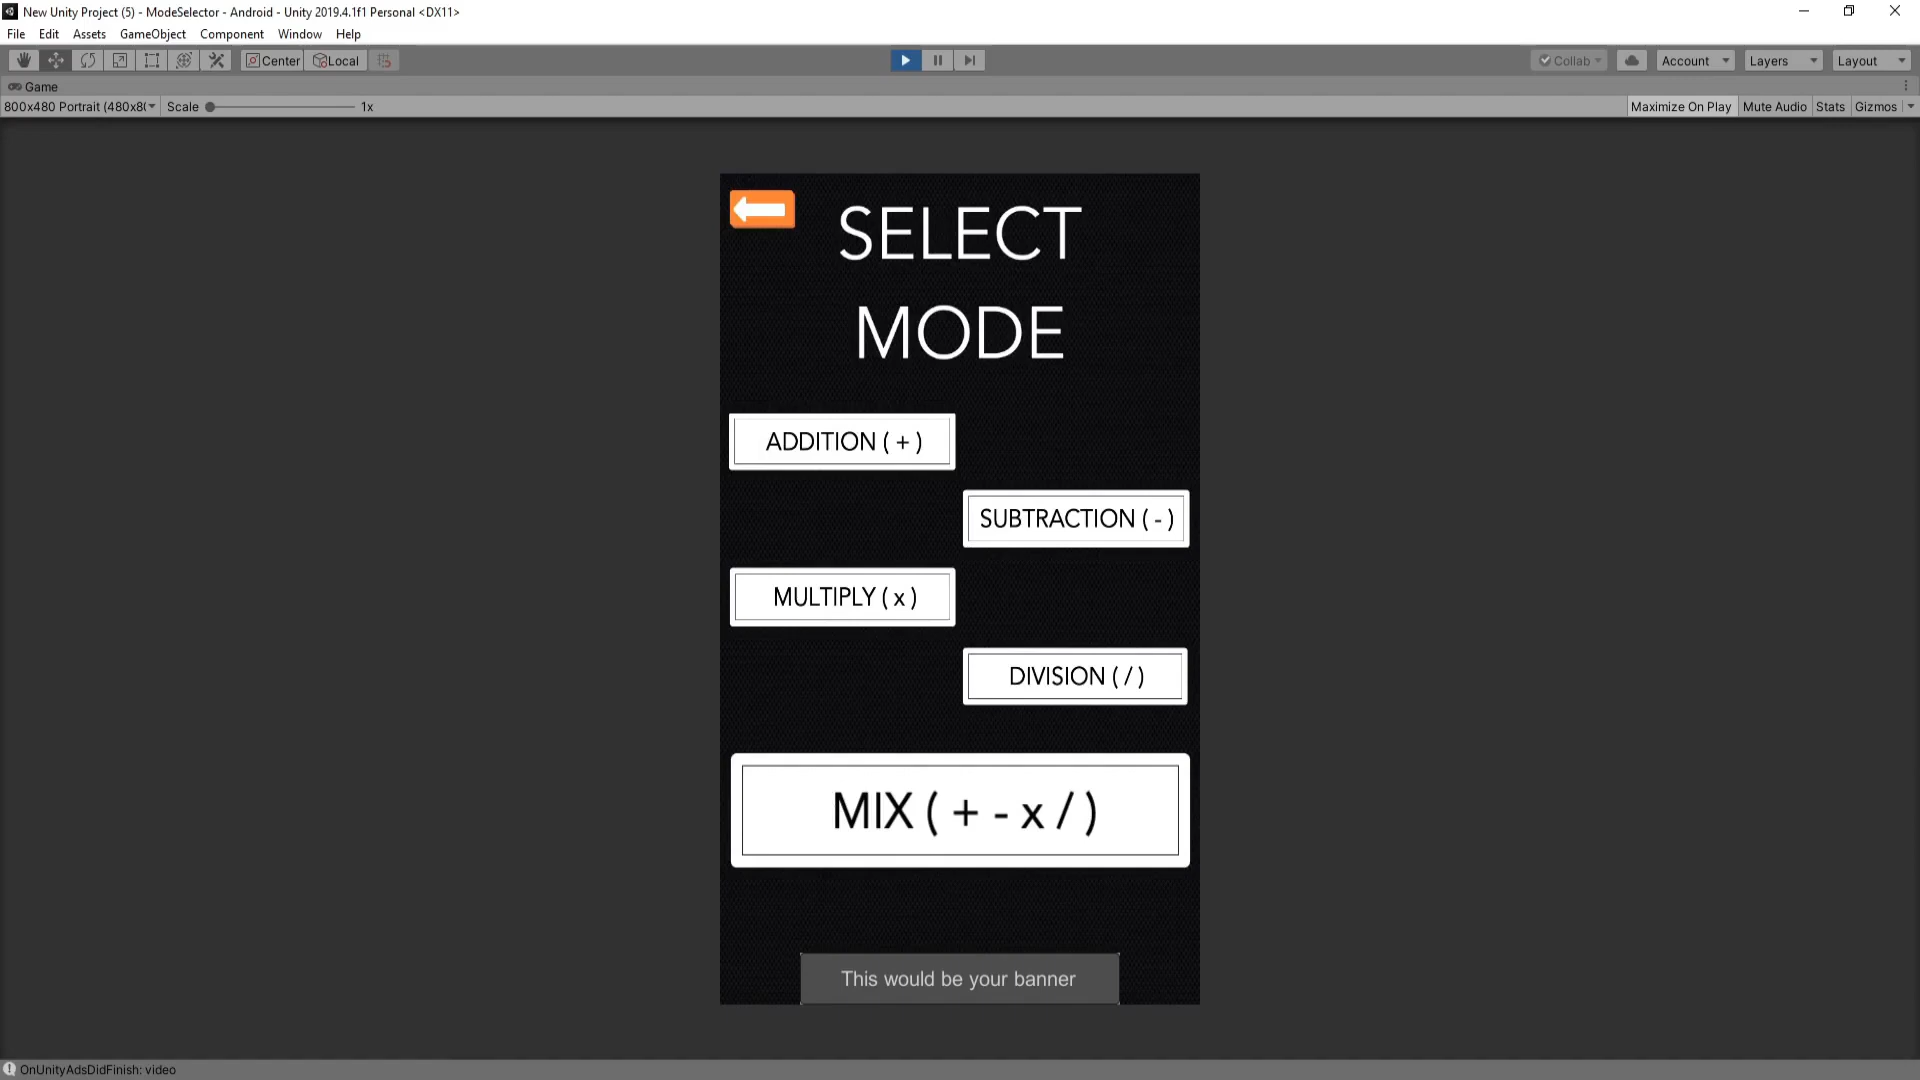 New Unity Project (5) - ModeSelector - Android - Unity 2019.4.1f1 Personal <DX11>
File Edit Assets GameObject Component Window Help
Center Local Collab Account Layers Layout
Game
800x480 Portrait (480x8( Scale 1x Maximize On Play Mute Audio Stats Gizmos
SELECT
MODE
ADDITION ( + )
SUBTRACTION ( - )
MULTIPLY ( x )
DIVISION ( / )
MIX ( + - x / )
This would be your banner
OnUnityAdsDidFinish: video